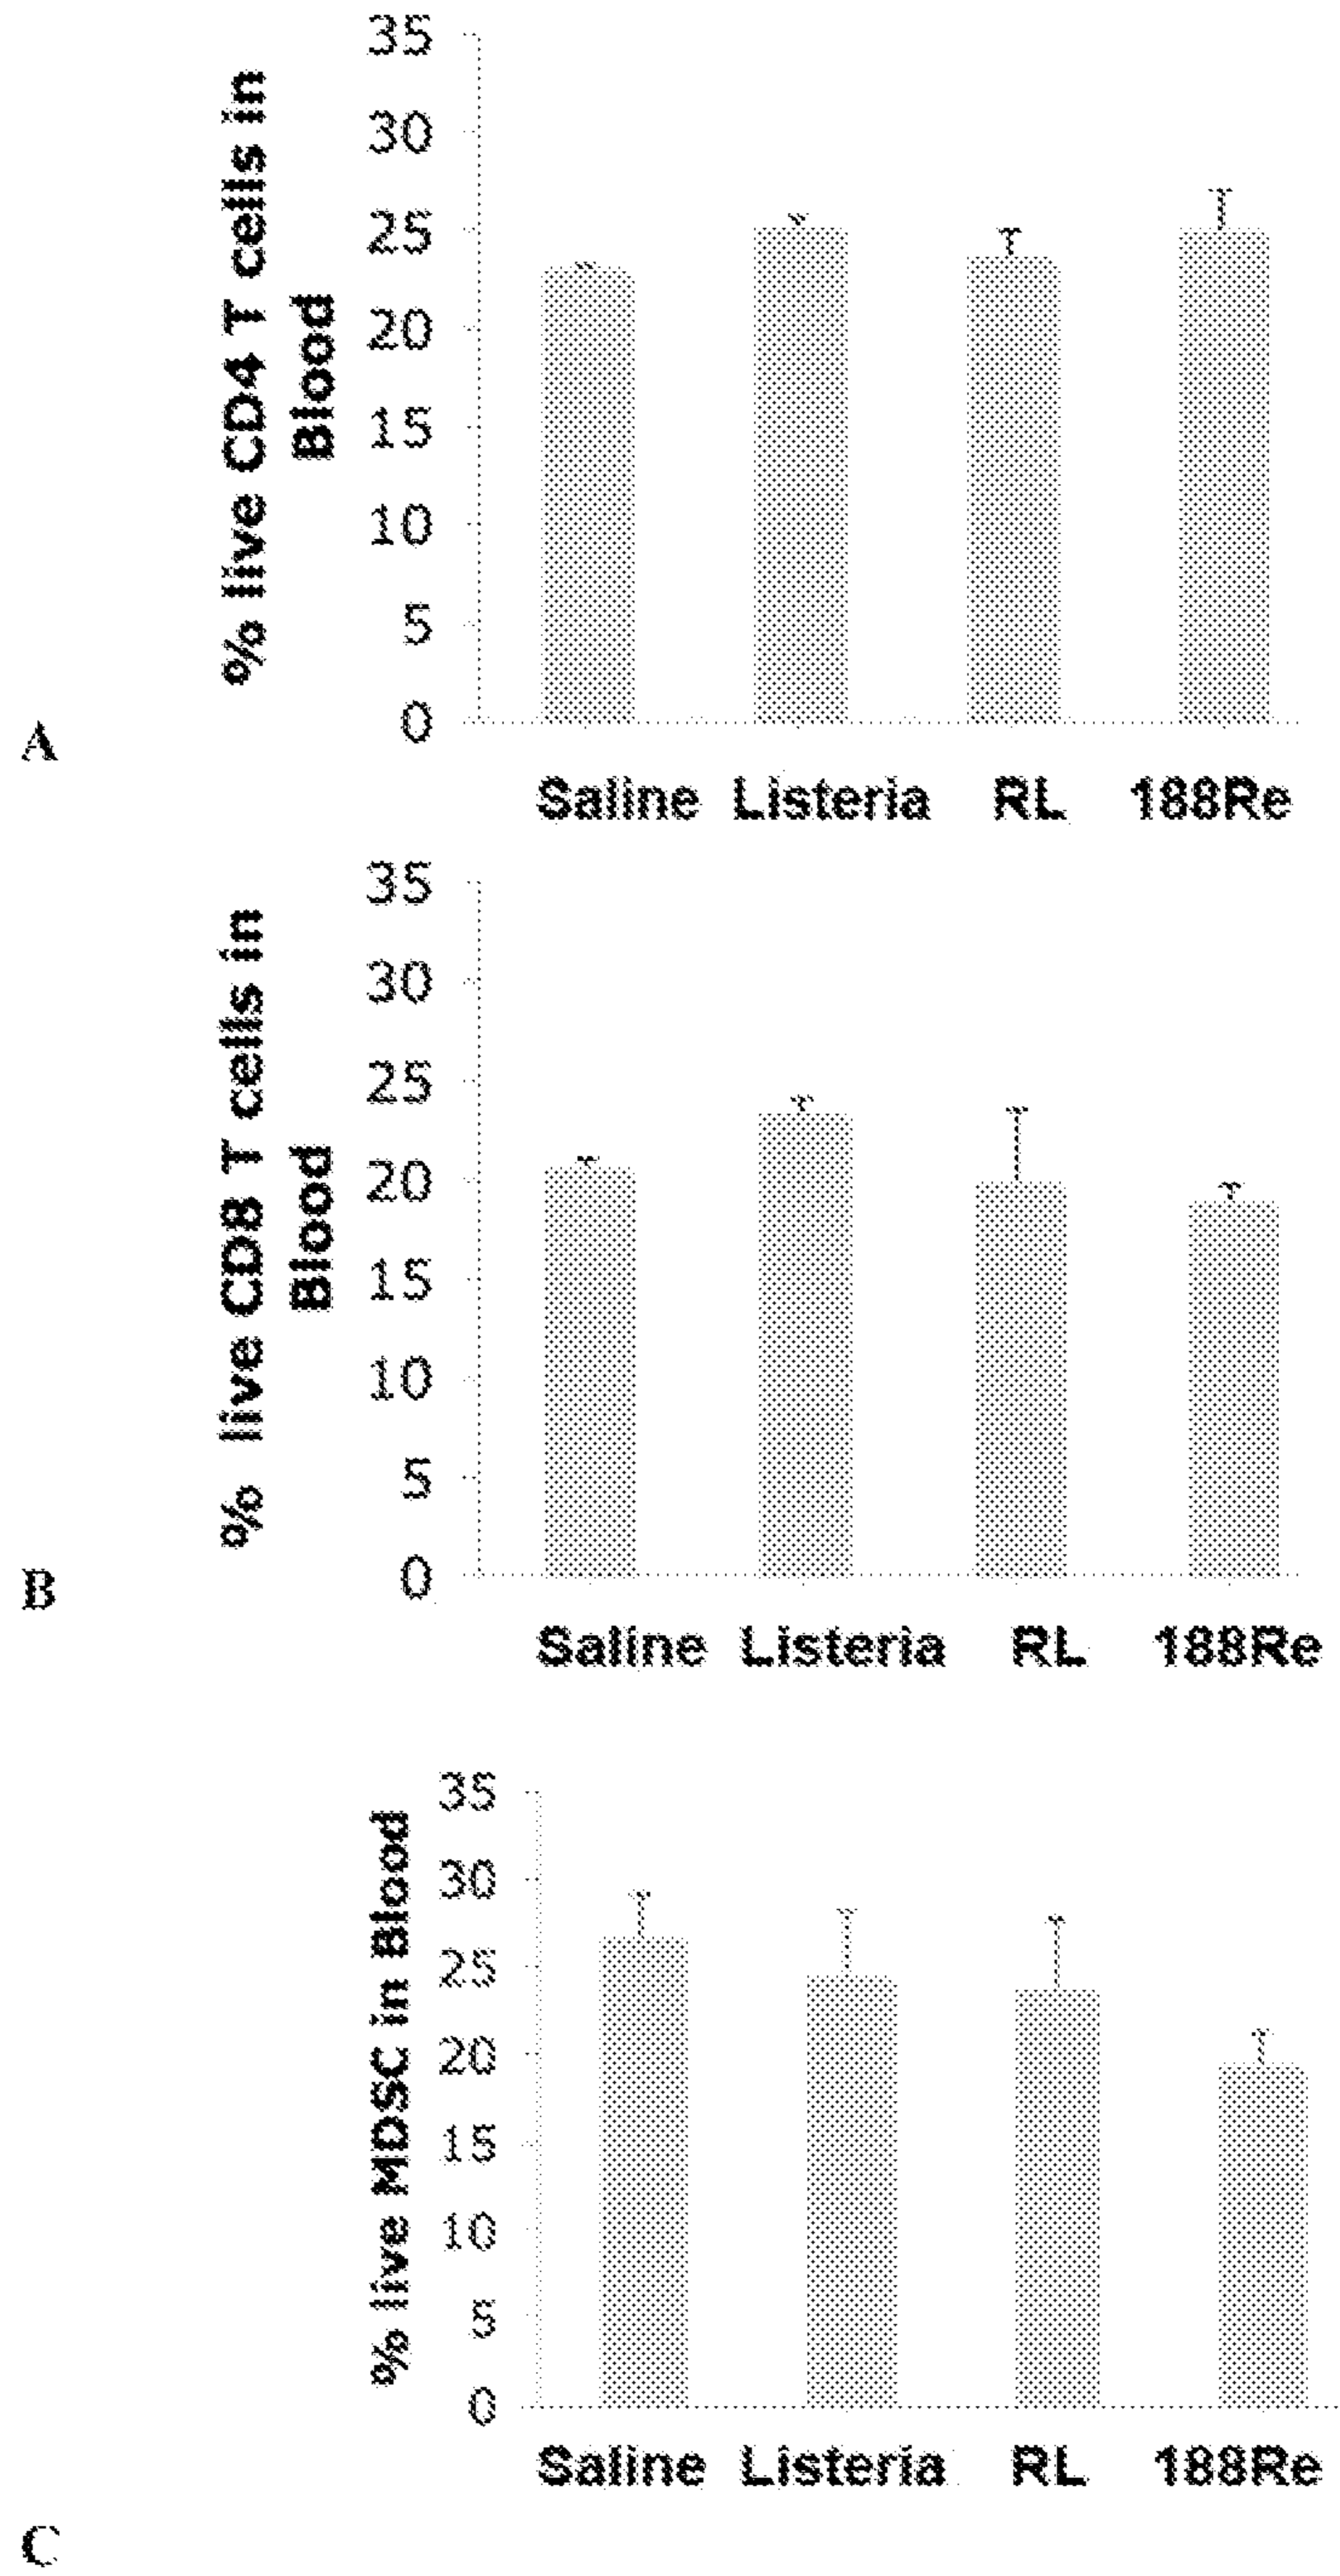 % live CD4 T cells in
Blood
35
30
25
20
15
10
5
0
Saline Listeria RL 188Re
A
% live CD8 T cells in
Blood
35
30
25
20
15
10
5
0
Saline Listeria RL 188Re
B
% live MDSC in Blood
35
30
25
20
15
10
5
0
Saline Listeria RL 188Re
C